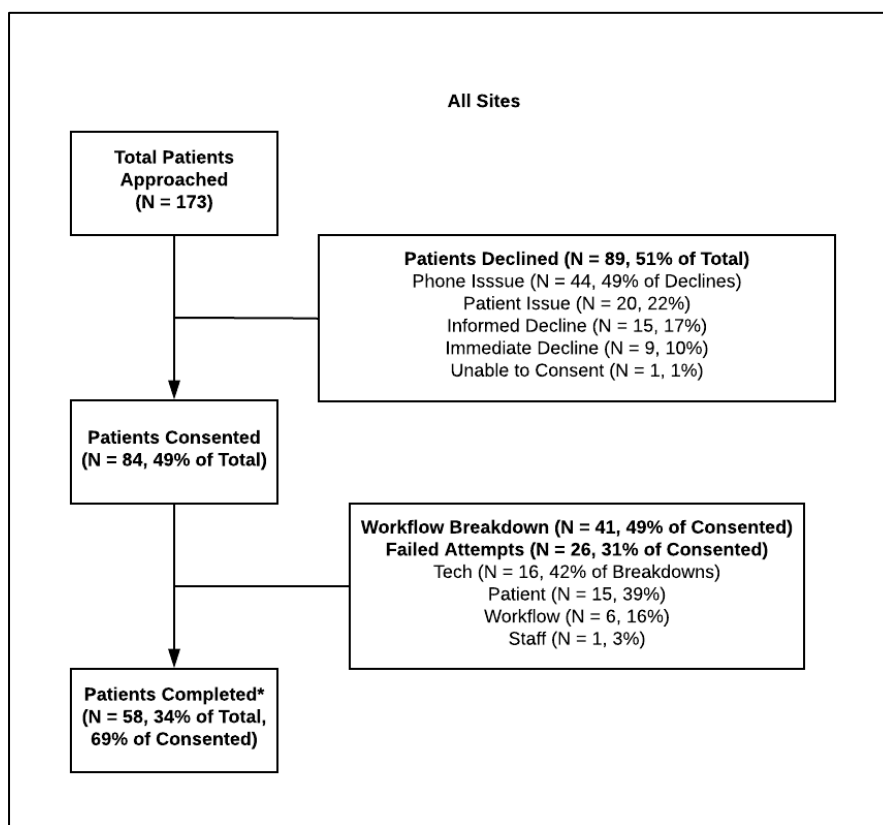 All Sites
Total Patients
Approached
(N = 173)
Patients Declined (N = 89, 51% of Total)
Phone Isssue (N = 44, 49% of Declines)
Patient Issue (N = 20, 22%)
Informed Decline (N = 15, 17%)
Immediate Decline (N = 9, 10%)
Unable to Consent (N = 1, 1%)
Patients Consented
(N = 84, 49% of Total)
Workflow Breakdown (N = 41, 49% of Consented)
Failed Attempts (N = 26, 31% of Consented)
Tech (N = 16, 42% of Breakdowns)
Patient (N = 15, 39%)
Workflow (N = 6, 16%)
Staff (N = 1, 3%)
Patients Completed*
(N = 58, 34% of Total,
69% of Consented)